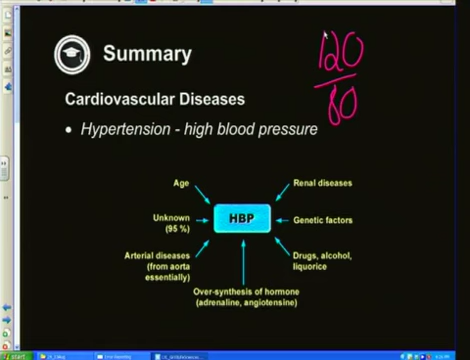 Summary
120
80
Cardiovascular Diseases
• Hypertension - high blood pressure
Age
Renal diseases
Unknown
(95 %)
HBP
Genetic factors
Arterial diseases
(from aorta
essentially)
Drugs, alcohol,
liquorice
Over-synthesis of hormone
(adrenaline, angiotensine)
start